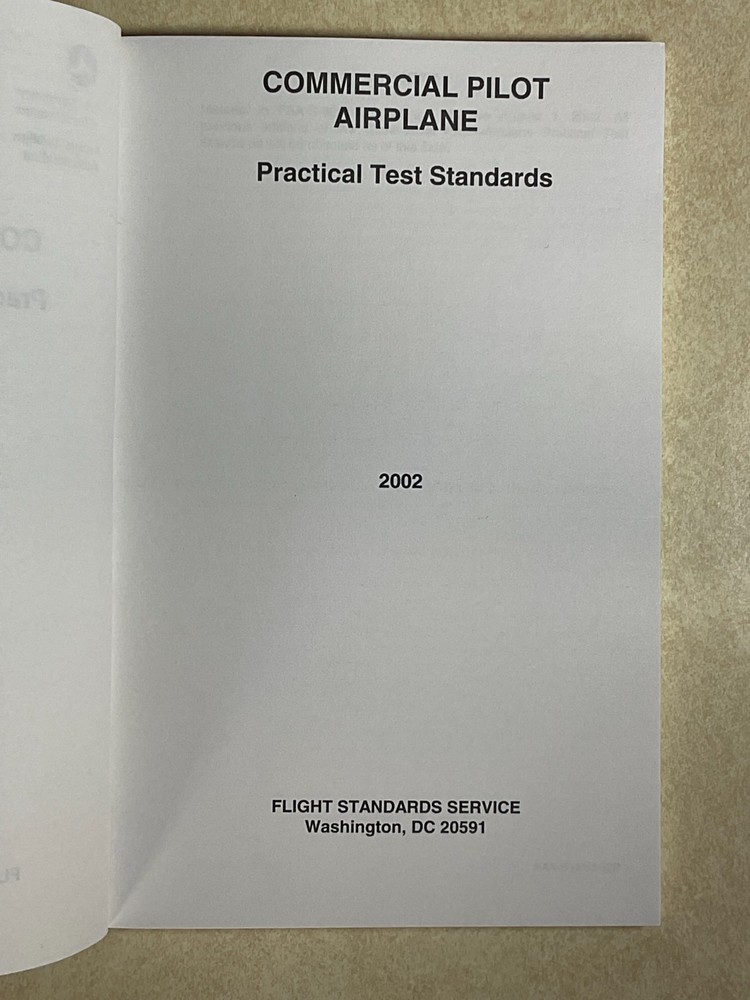 COMMERCIAL PILOT
AIRPLANE
Practical Test Standards
2002
FLIGHT STANDARDS SERVICE
Washington, DC 20591